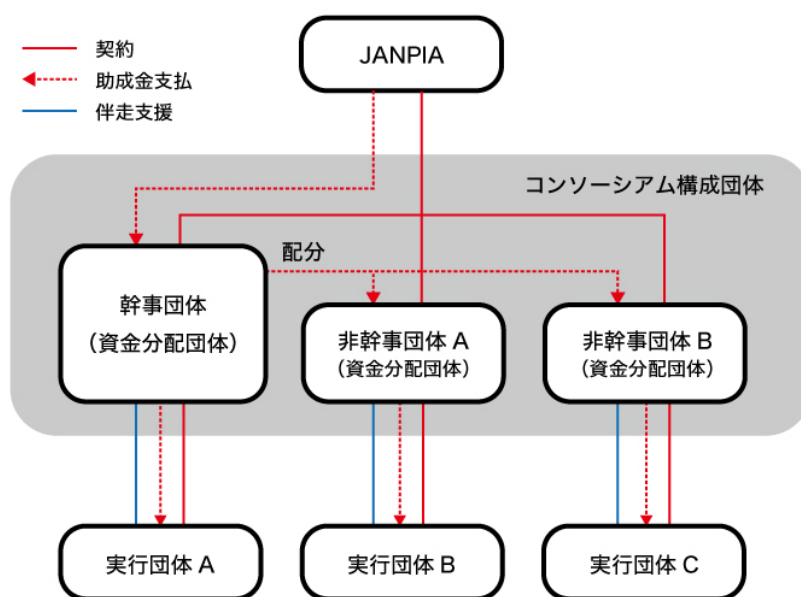 契約
助成金支払
伴走支援
JANPIA
コンソーシアム構成団体
配分
幹事団体
（資金分配団体）
非幹事団体 A
（資金分配団体）
非幹事団体 B
（資金分配団体）
実行団体 A
実行団体 B
実行団体 C